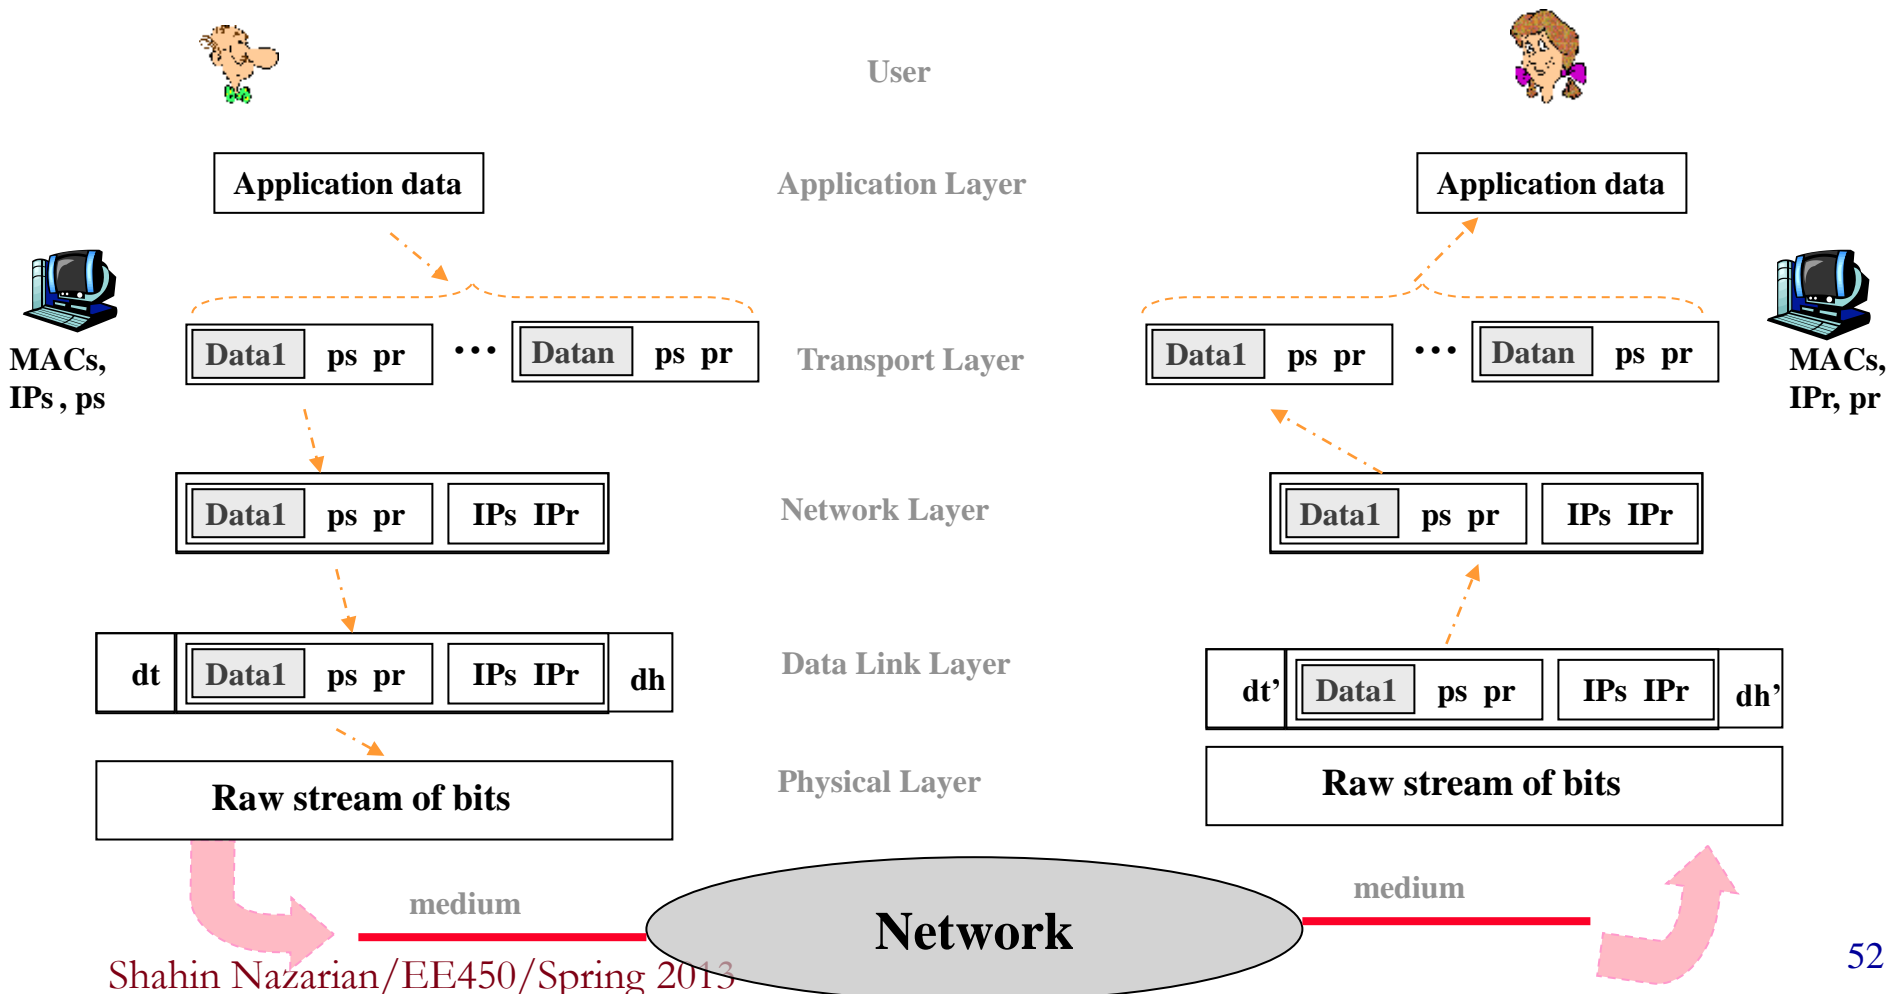 User
Application data
Application Layer
Application data
MACs,
IPs , ps
Data1 ps pr ... Datan ps pr
Transport Layer
Data1 ps pr ... Datan ps pr
MACs,
IPr, pr
Data1 ps pr IPs IPr
Network Layer
Data1 ps pr IPs IPr
dt Data1 ps pr IPs IPr dh
Data Link Layer
dt’ Data1 ps pr IPs IPr dh’
Raw stream of bits
Physical Layer
Raw stream of bits
medium
Network
medium
Shahin Nazarian/EE450/Spring 2013
52